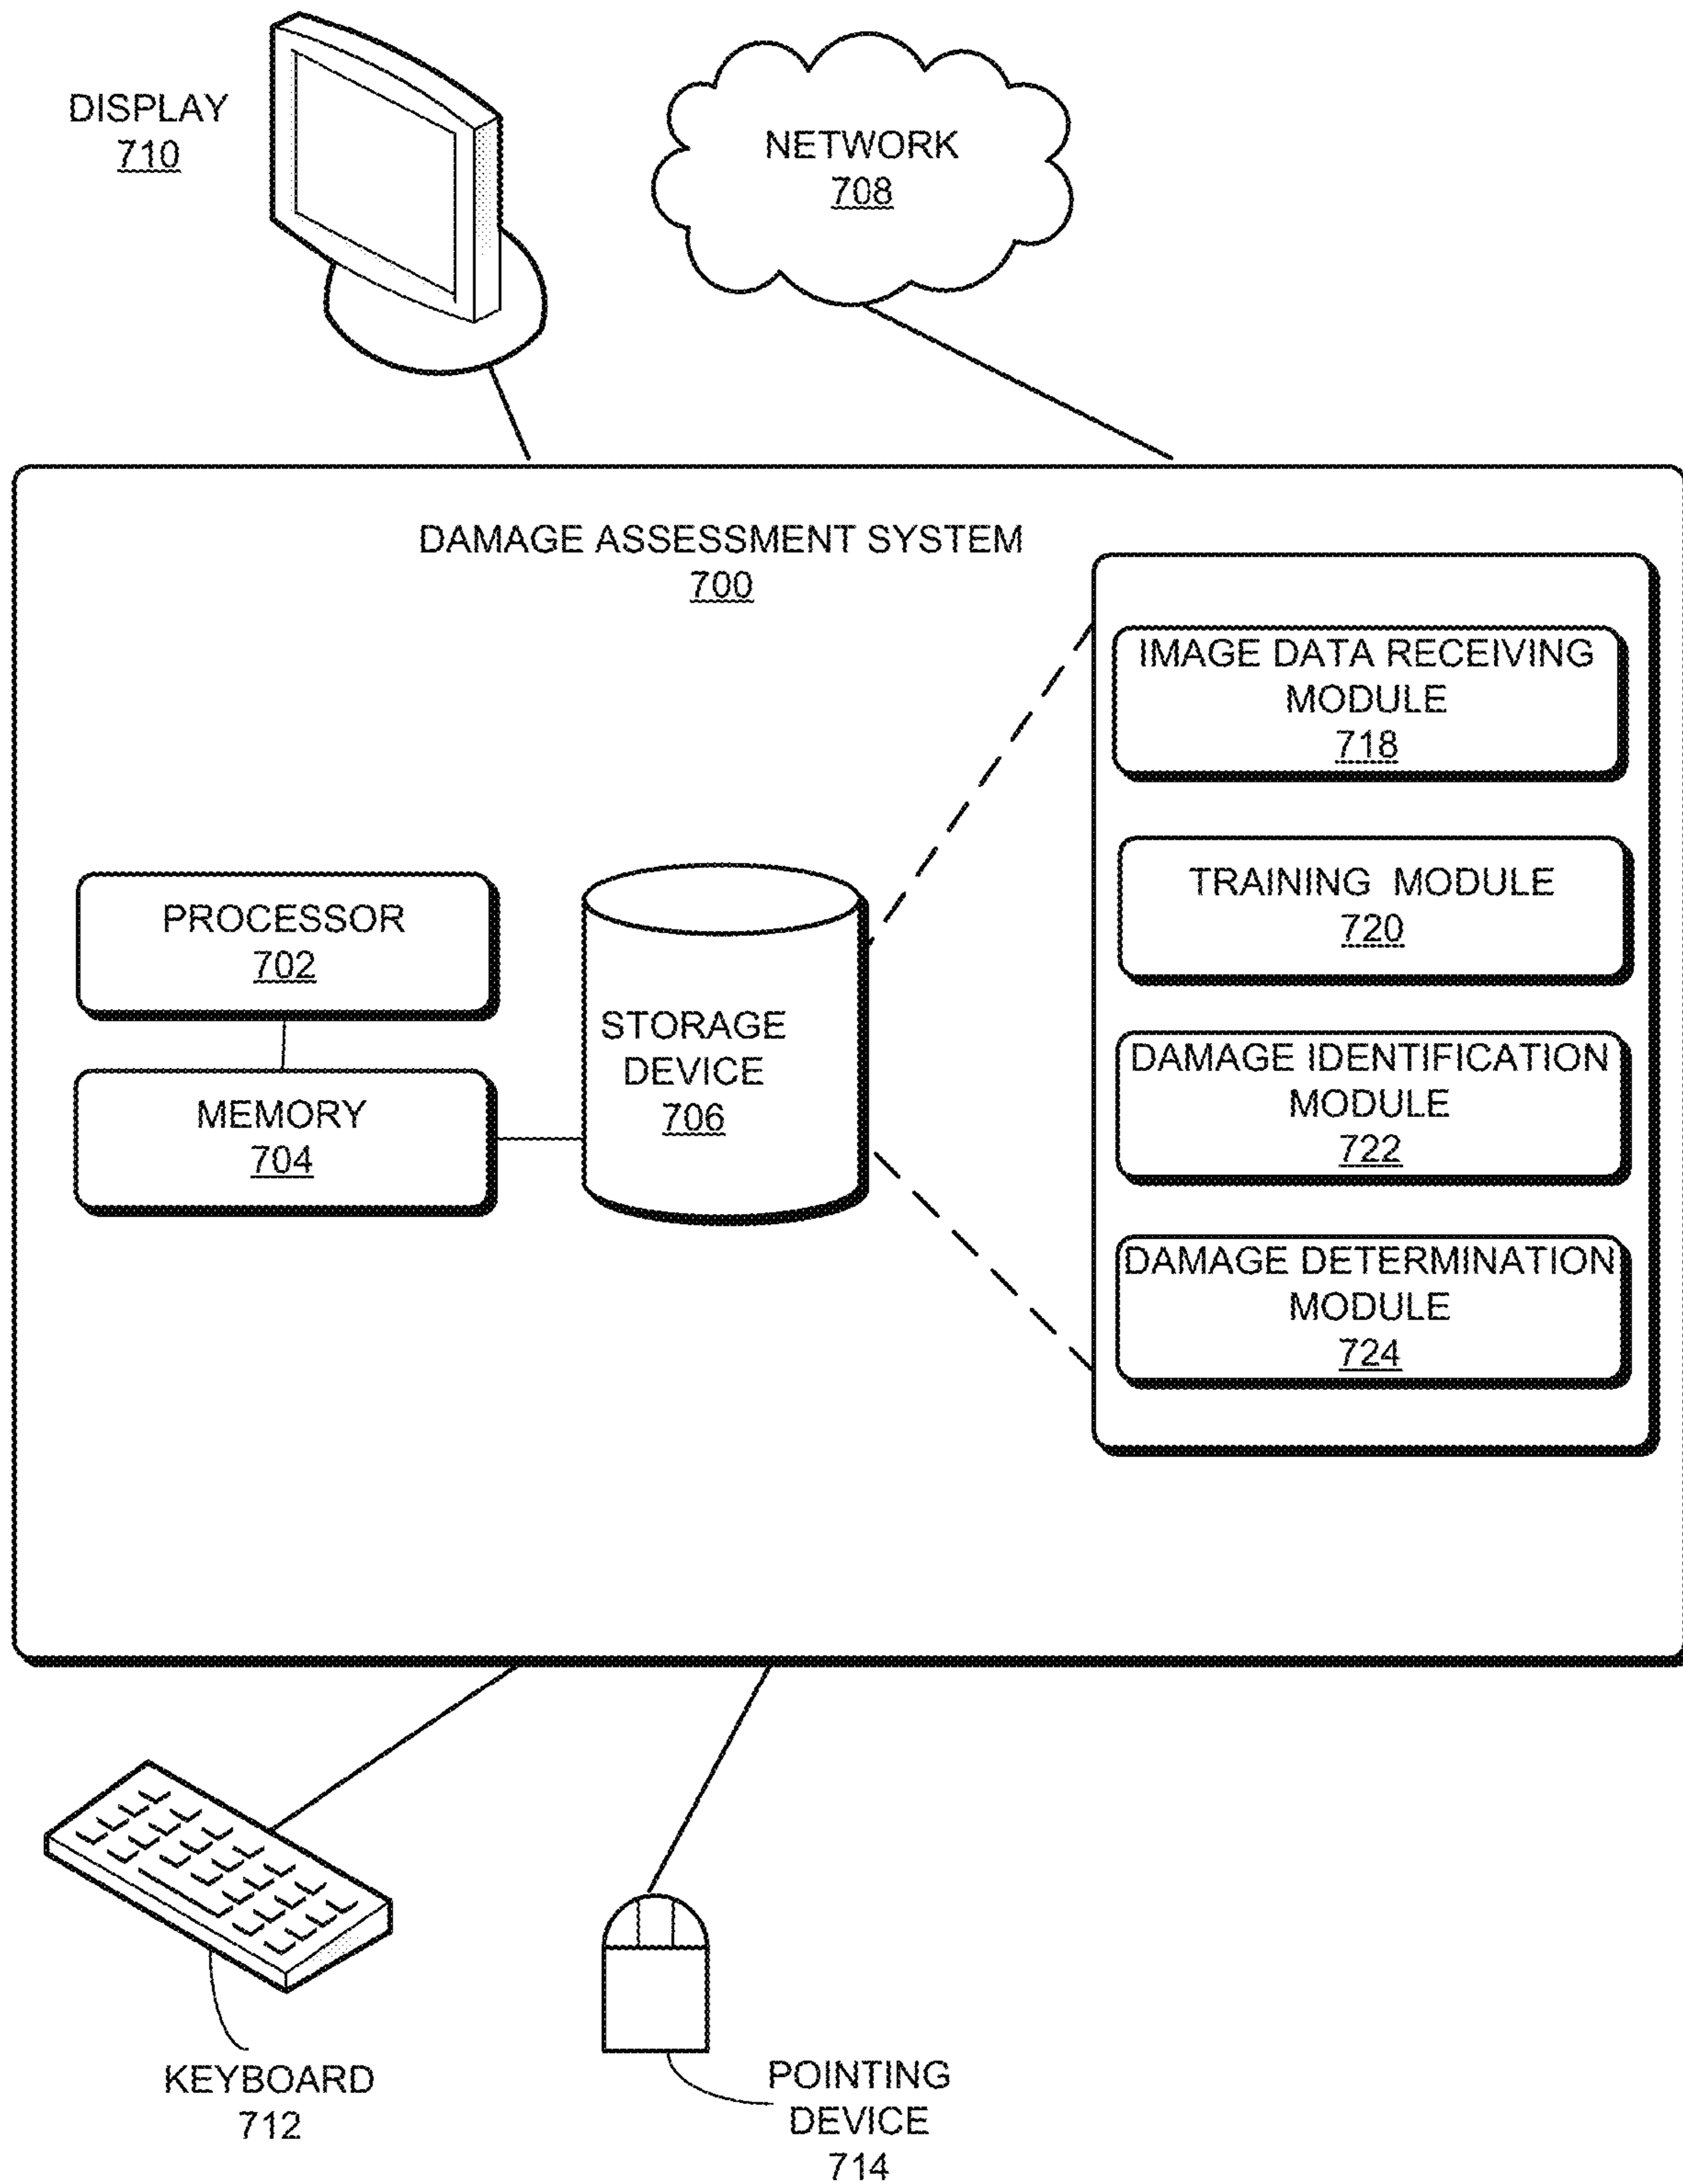 DISPLAY
710
NETWORK
708
DAMAGE ASSESSMENT SYSTEM
700
IMAGE DATA RECEIVING
MODULE
718
TRAINING MODULE
720
DAMAGE IDENTIFICATION
MODULE
722
DAMAGE DETERMINATION
MODULE
724
PROCESSOR
702
MEMORY
704
STORAGE
DEVICE
706
KEYBOARD
712
POINTING
DEVICE
714